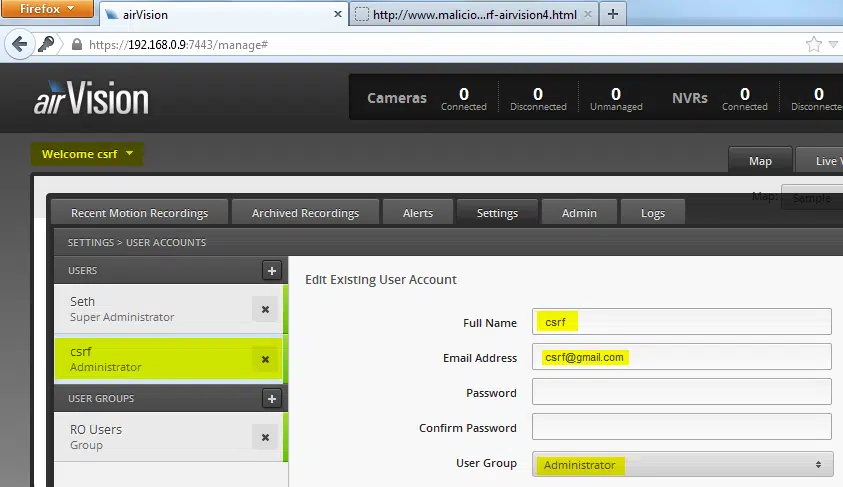 Firefox
airVision
http://www.malicio...rf-airvision4.html
https://192.168.0.9:7443/manage#
airVision
Cameras 0 Connected 0 Disconnected 0 Unmanaged NVRs 0 Connected 0 Disconnecte
Welcome csrf
Map Live V
Map: Sample
Recent Motion Recordings Archived Recordings Alerts Settings Admin Logs
SETTINGS > USER ACCOUNTS
USERS
Seth
Super Administrator
csrf
Administrator
USER GROUPS
RO Users
Group
Edit Existing User Account
Full Name csrf
Email Address csrf@gmail.com
Password
Confirm Password
User Group Administrator